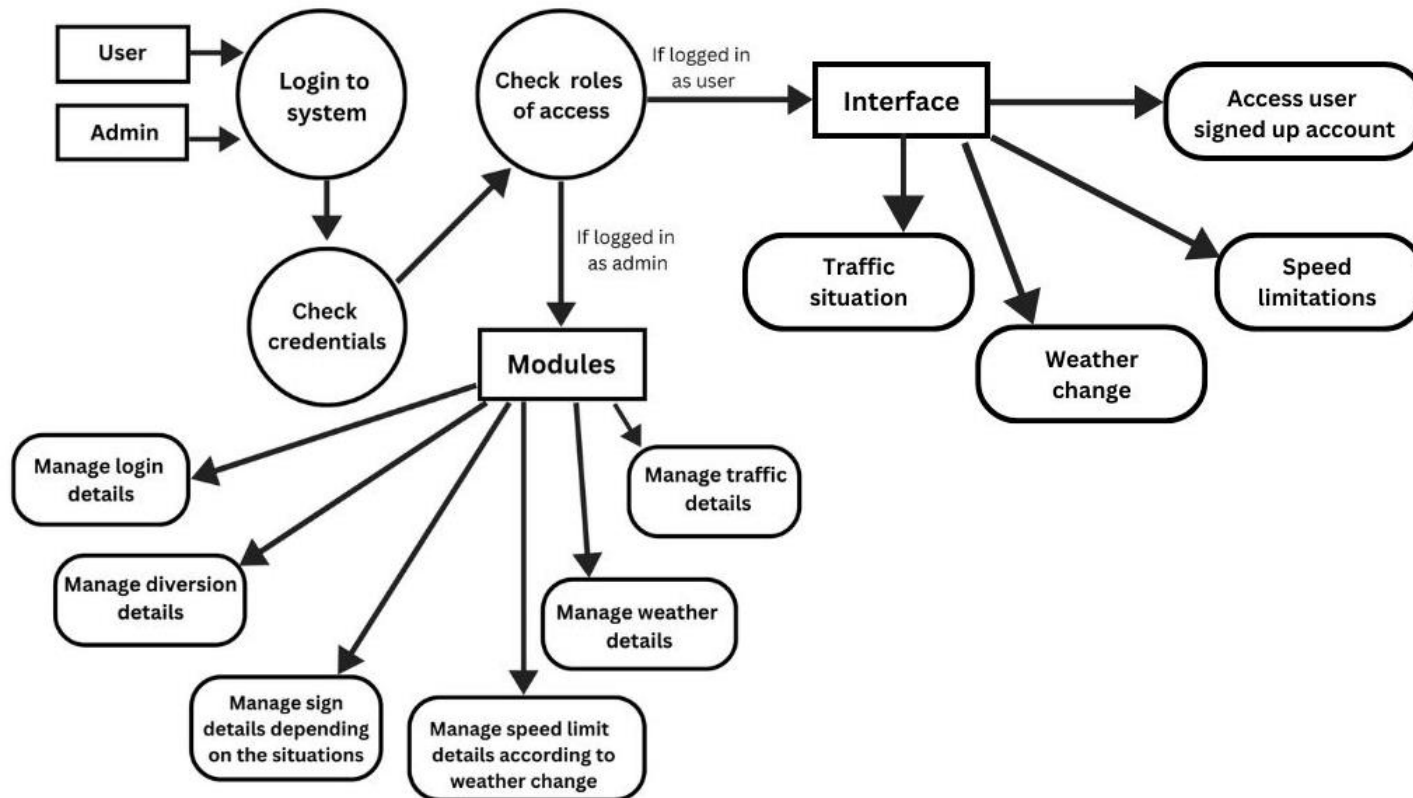 User
Admin
Login to
system
Check
credentials
Check roles
of access
If logged in
as user
If logged in
as admin
Interface
Access user
signed up account
Traffic
situation
Weather
change
Speed
limitations
Modules
Manage login
details
Manage diversion
details
Manage sign
details depending
on the situations
Manage speed limit
details according to
weather change
Manage weather
details
Manage traffic
details